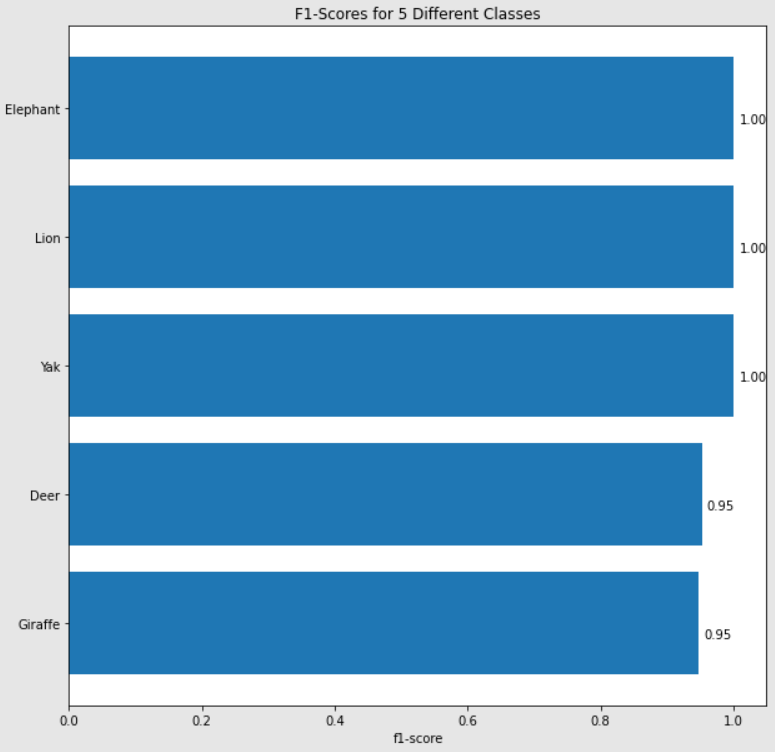 F1-Scores for 5 Different Classes
Elephant
1.00
Lion
1.00
Yak
1.00
Deer
0.95
Giraffe
0.95
0.0 0.2 0.4 0.6 0.8 1.0
f1-score